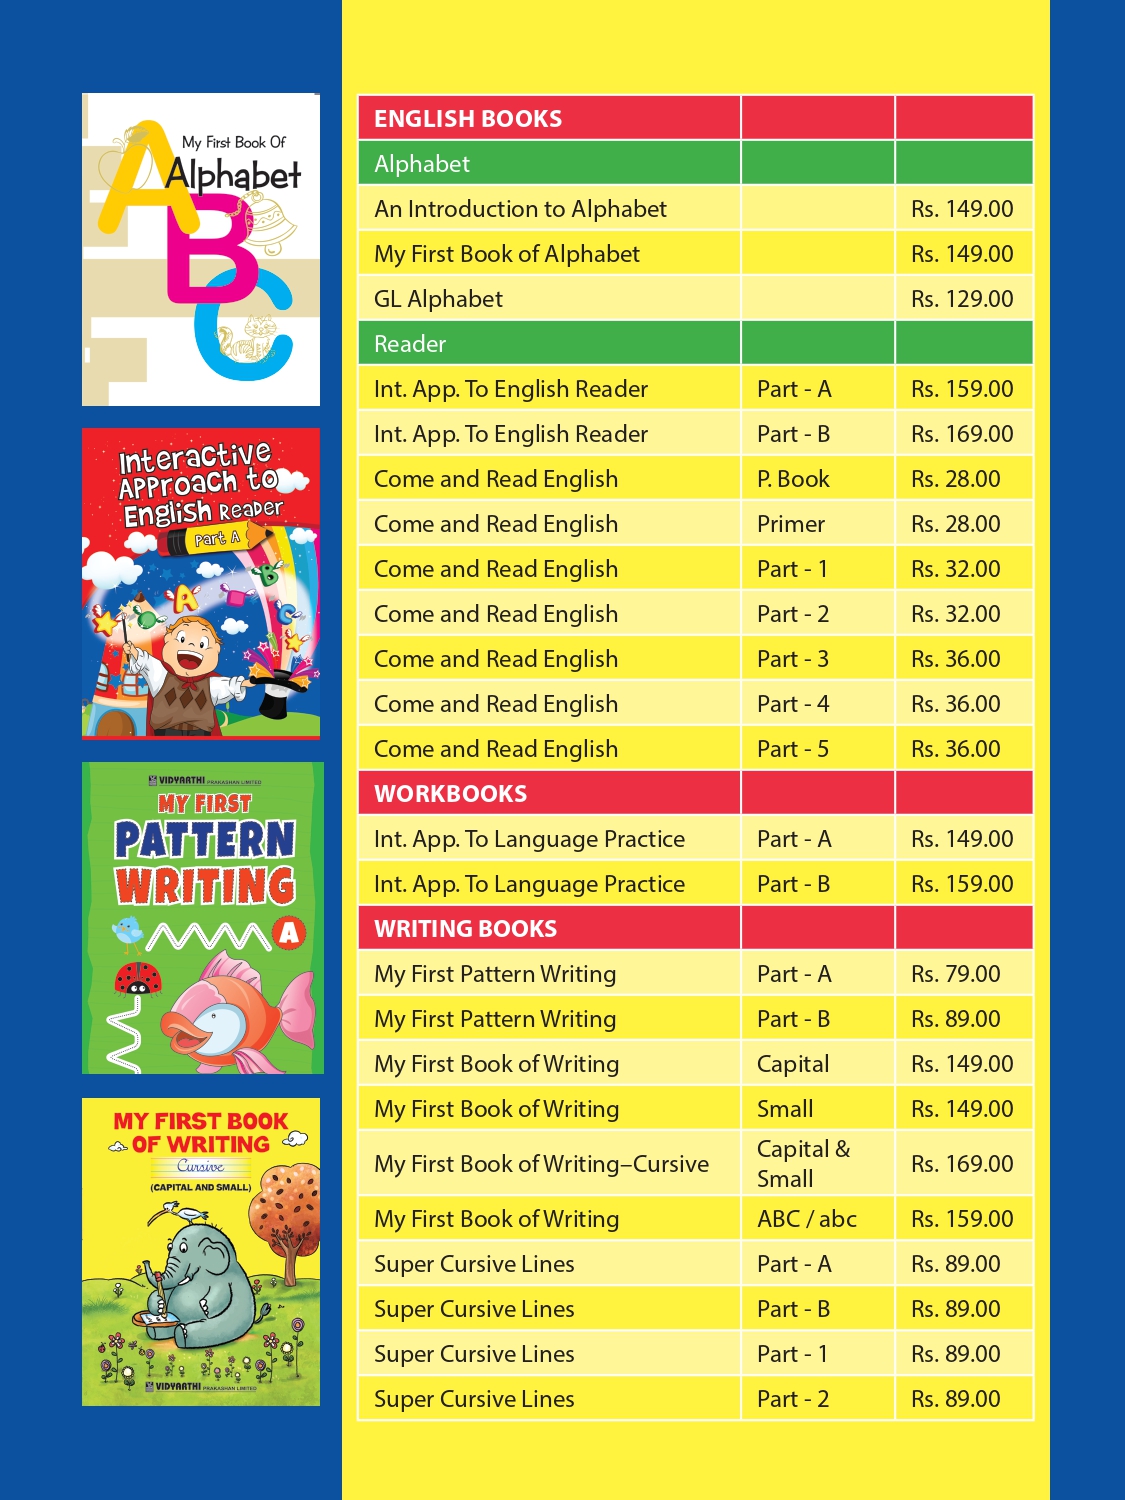 My First Book Of
Alphabet
A
B
C
Interactive
Approach to
English Reader
Part A
A
B
C
VIDYARTHI PRAKASHAN LIMITED
MY FIRST
PATTERN
WRITING
A
MY FIRST BOOK
OF WRITING
Cursive
(CAPITAL AND SMALL)
VIDYARTHI PRAKASHAN LIMITED
ENGLISH BOOKS
Alphabet
An Introduction to Alphabet Rs. 149.00
My First Book of Alphabet Rs. 149.00
GL Alphabet Rs. 129.00
Reader
Int. App. To English Reader Part - A Rs. 159.00
Int. App. To English Reader Part - B Rs. 169.00
Come and Read English P. Book Rs. 28.00
Come and Read English Primer Rs. 28.00
Come and Read English Part - 1 Rs. 32.00
Come and Read English Part - 2 Rs. 32.00
Come and Read English Part - 3 Rs. 36.00
Come and Read English Part - 4 Rs. 36.00
Come and Read English Part - 5 Rs. 36.00
WORKBOOKS
Int. App. To Language Practice Part - A Rs. 149.00
Int. App. To Language Practice Part - B Rs. 159.00
WRITING BOOKS
My First Pattern Writing Part - A Rs. 79.00
My First Pattern Writing Part - B Rs. 89.00
My First Book of Writing Capital Rs. 149.00
My First Book of Writing Small Rs. 149.00
My First Book of Writing–Cursive Capital &
Small Rs. 169.00
My First Book of Writing ABC / abc Rs. 159.00
Super Cursive Lines Part - A Rs. 89.00
Super Cursive Lines Part - B Rs. 89.00
Super Cursive Lines Part - 1 Rs. 89.00
Super Cursive Lines Part - 2 Rs. 89.00